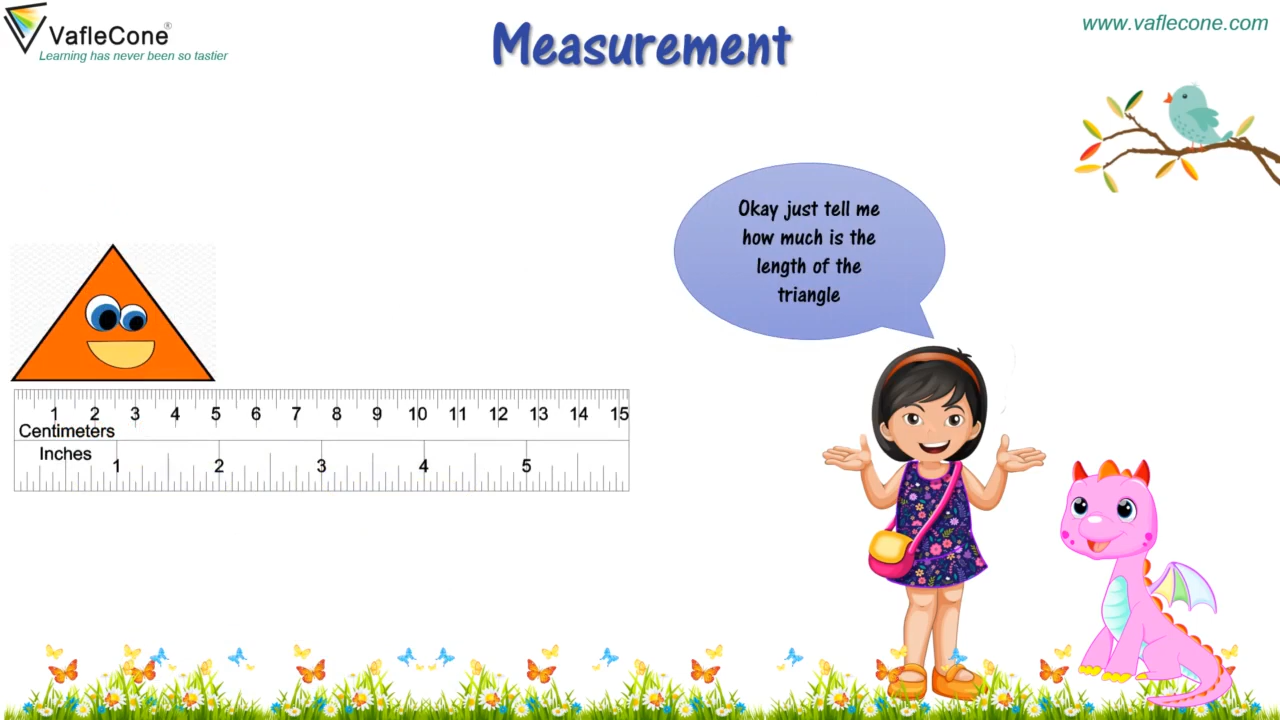 VafleCone®
Learning has never been so tastier
Measurement
www.vaflecone.com
Okay just tell me
how much is the
length of the
triangle
1 2 3 4 5 6 7 8 9 10 11 12 13 14 15
Centimeters
Inches
1 2 3 4 5